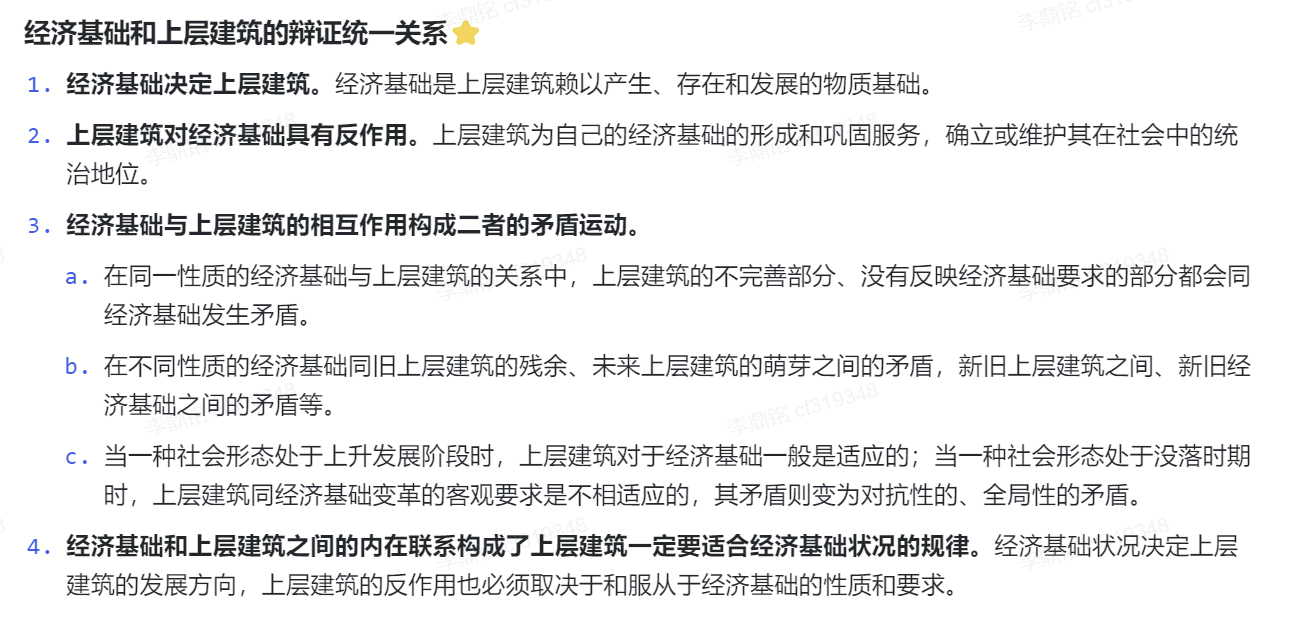 经济基础和上层建筑的辩证统一关系⭐
1. 经济基础决定上层建筑。经济基础是上层建筑赖以产生、存在和发展的物质基础。
2. 上层建筑对经济基础具有反作用。上层建筑为自己的经济基础的形成和巩固服务，确立或维护其在社会中的统
治地位。
3. 经济基础与上层建筑的相互作用构成二者的矛盾运动。
a. 在同一性质的经济基础与上层建筑的关系中，上层建筑的不完善部分、没有反映经济基础要求的部分都会同
经济基础发生矛盾。
b. 在不同性质的经济基础同旧上层建筑的残余、未来上层建筑的萌芽之间的矛盾，新旧上层建筑之间、新旧经
济基础之间的矛盾等。
c. 当一种社会形态处于上升发展阶段时，上层建筑对于经济基础一般是适应的；当一种社会形态处于没落时期
时，上层建筑同经济基础变革的客观要求是不相适应的，其矛盾则变为对抗性的、全局性的矛盾。
4. 经济基础和上层建筑之间的内在联系构成了上层建筑一定要适合经济基础状况的规律。经济基础状况决定上层
建筑的发展方向，上层建筑的反作用也必须取决于和服从于经济基础的性质和要求。
李鼎铭 cf319348